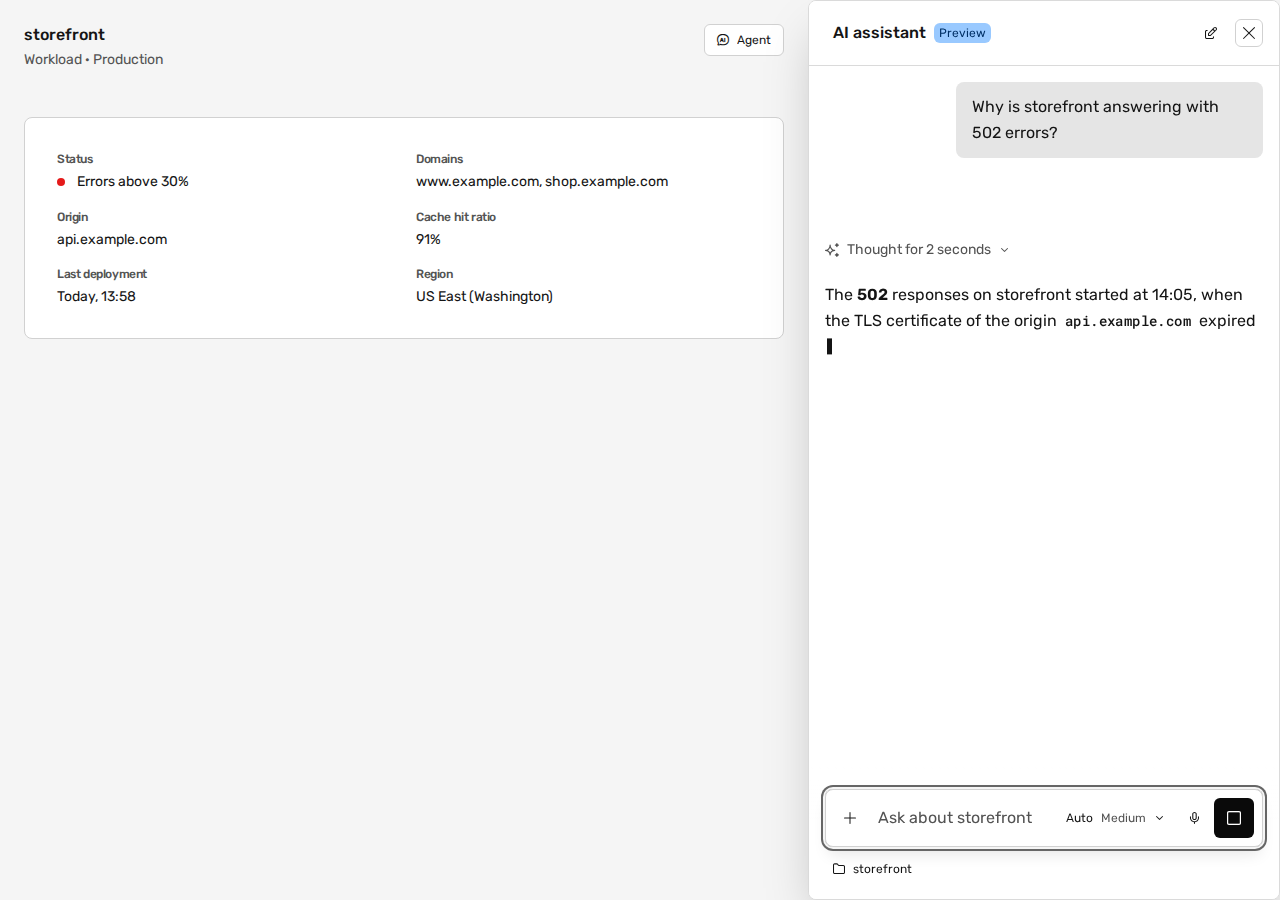 storefront
Workload • Production
Agent
Status
Errors above 30%
Domains
www.example.com, shop.example.com
Origin
api.example.com
Cache hit ratio
91%
Last deployment
Today, 13:58
Region
US East (Washington)
AI assistant Preview
Why is storefront answering with
502 errors?
Thought for 2 seconds
The 502 responses on storefront started at 14:05, when
the TLS certificate of the origin api.example.com expired
Ask about storefront
Auto Medium
storefront